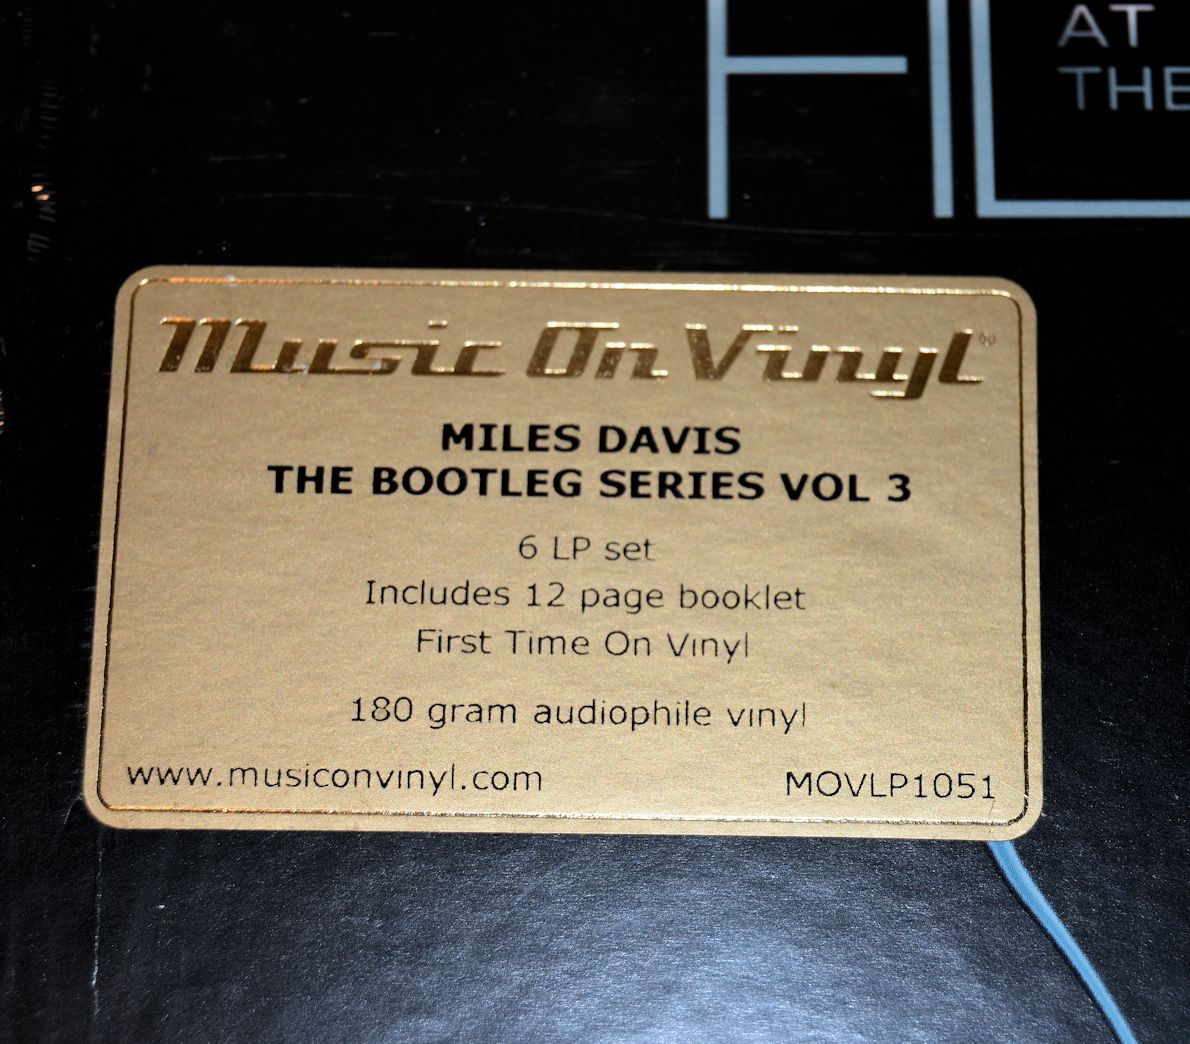 AT
THE
Music On Vinyl
MILES DAVIS
THE BOOTLEG SERIES VOL 3
6 LP set
Includes 12 page booklet
First Time On Vinyl
180 gram audiophile vinyl
www.musiconvinyl.com
MOVLP1051